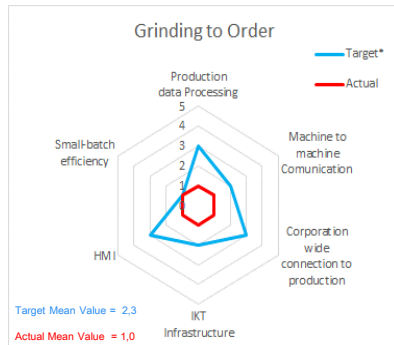 Grinding to Order
Target*
Actual
Production
data Processing
5
4
3
2
1
0
Machine to
machine
Comunication
Corporation
wide
connection to
production
IKT
Infrastructure
HMI
Small-batch
efficiency
Target Mean Value = 2,3
Actual Mean Value = 1,0